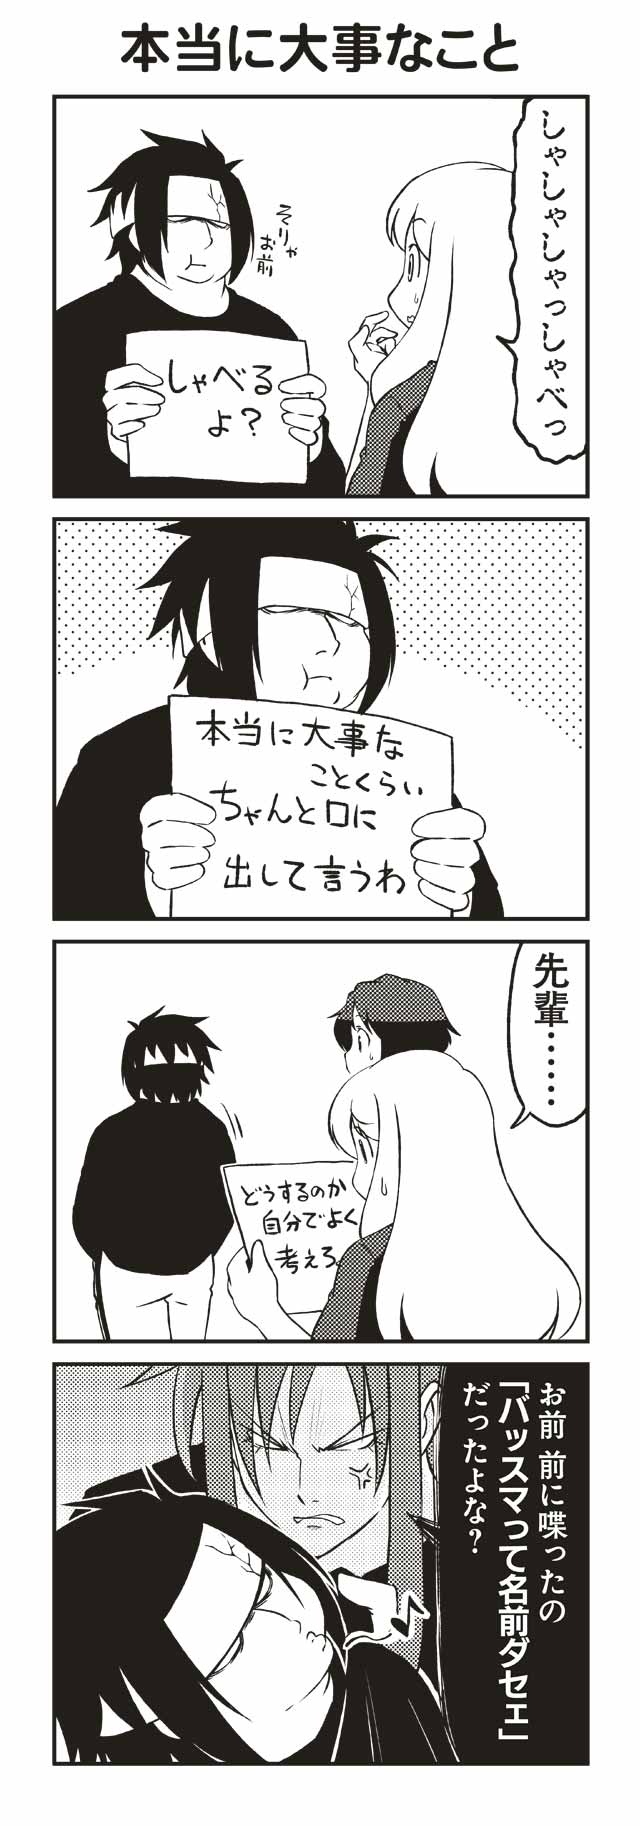 本当に大事なこと
しゃしゃしゃっしゃべっ
そりゃ
お前
しゃべる
よ?
本当に大事な
ことくらい
ちゃんと口に
出して言うわ
先輩……
どうするのか
自分でよく
考えろ。
お前 前に喋ったの
「バッスマって名前ダセェ」
だったよな?